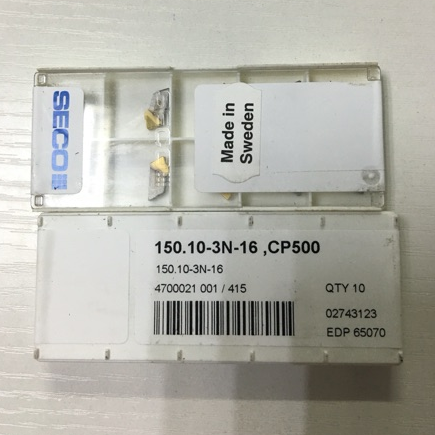 SECO
Made in
Sweden
150.10-3N-16 ,CP500
150.10-3N-16
4700021 001 / 415
QTY 10
02743123
EDP 65070